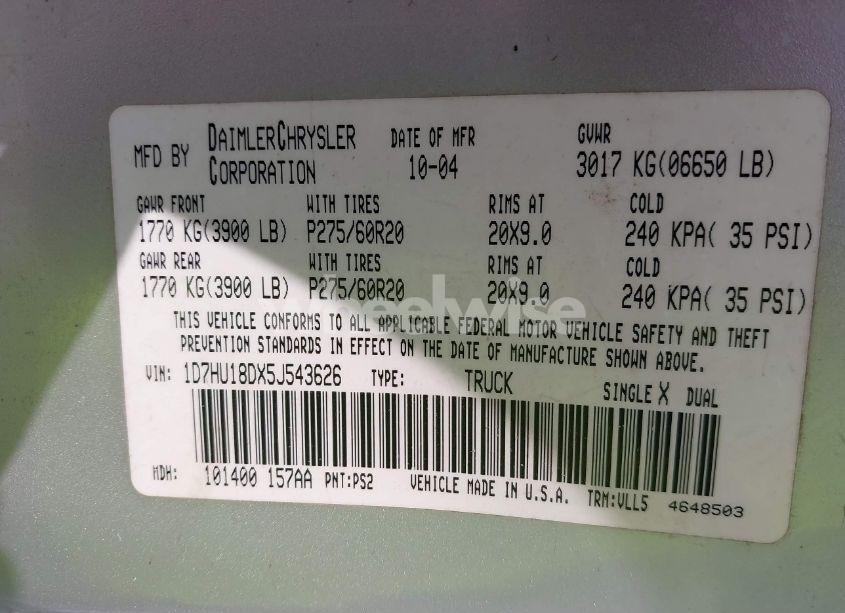 MFD BY DAIMLERCHRYSLER CORPORATION DATE OF MFR 10-04 GVWR 3017 KG(06650 LB)
GAWR FRONT WITH TIRES RIMS AT COLD
1770 KG(3900 LB) P275/60R20 20X9.0 240 KPA( 35 PSI)
GAWR REAR WITH TIRES RIMS AT COLD
1770 KG(3900 LB) P275/60R20 20X9.0 240 KPA( 35 PSI)
wheelwise
THIS VEHICLE CONFORMS TO ALL APPLICABLE FEDERAL MOTOR VEHICLE SAFETY AND THEFT
PREVENTION STANDARDS IN EFFECT ON THE DATE OF MANUFACTURE SHOWN ABOVE.
VIN: 1D7HU18DX5J543626 TYPE: TRUCK SINGLE X DUAL
MDH: 101400 157AA PNT:PS2 VEHICLE MADE IN U.S.A. TRM:VLL5 4648503